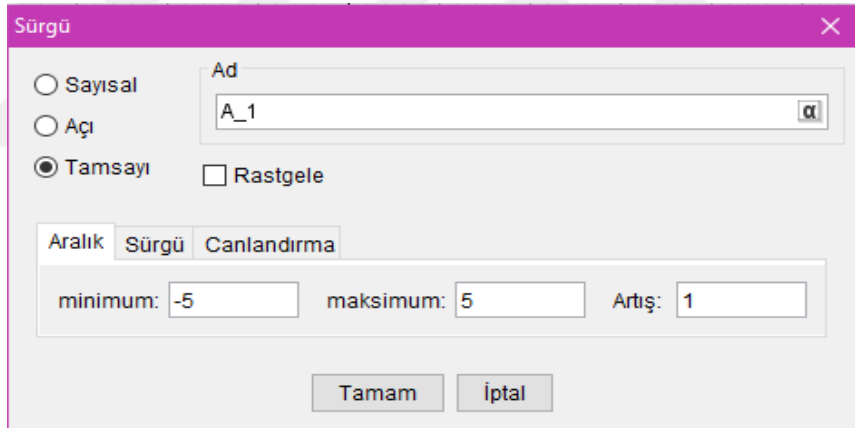 Sürgü
Sayısal
Açı
Tamsayı
Ad
A_1 α
Rastgele
Aralık Sürgü Canlandırma
minimum: -5 maksimum: 5 Artış: 1
Tamam İptal